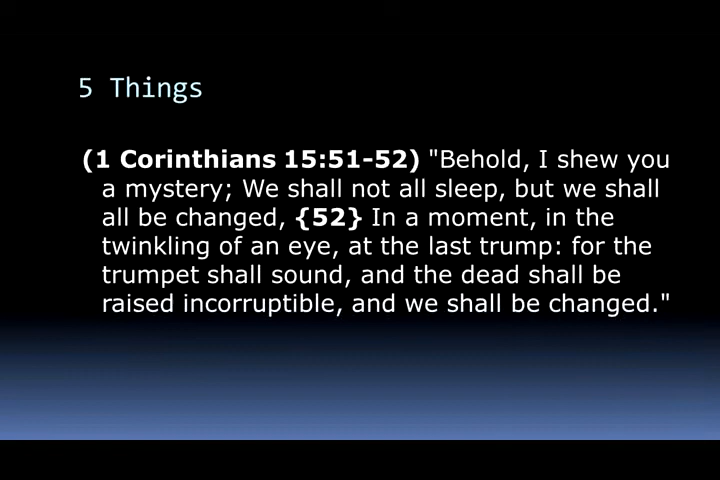 5 Things
(1 Corinthians 15:51-52) "Behold, I shew you
a mystery; We shall not all sleep, but we shall
all be changed, {52} In a moment, in the
twinkling of an eye, at the last trump: for the
trumpet shall sound, and the dead shall be
raised incorruptible, and we shall be changed."